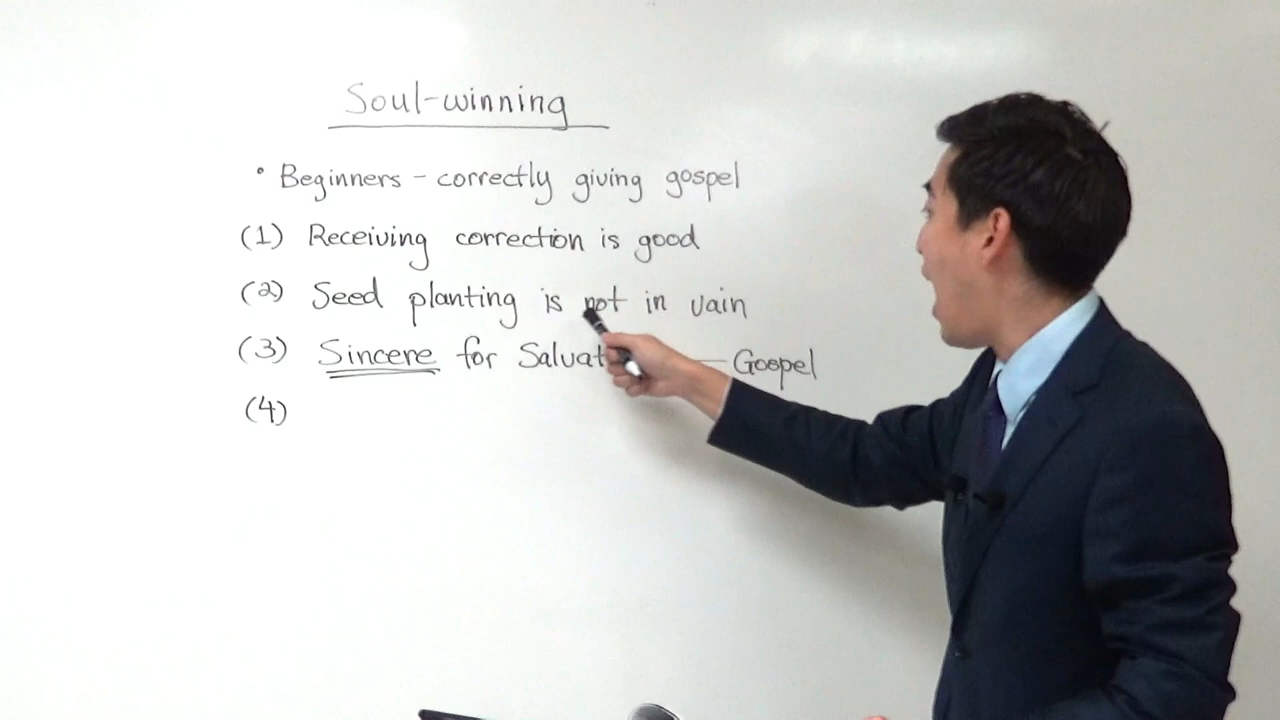 Soul-winning
• Beginners - correctly giving gospel
(1) Receiving correction is good
(2) Seed planting is not in vain
(3) Sincere for Salvat — Gospel
(4)